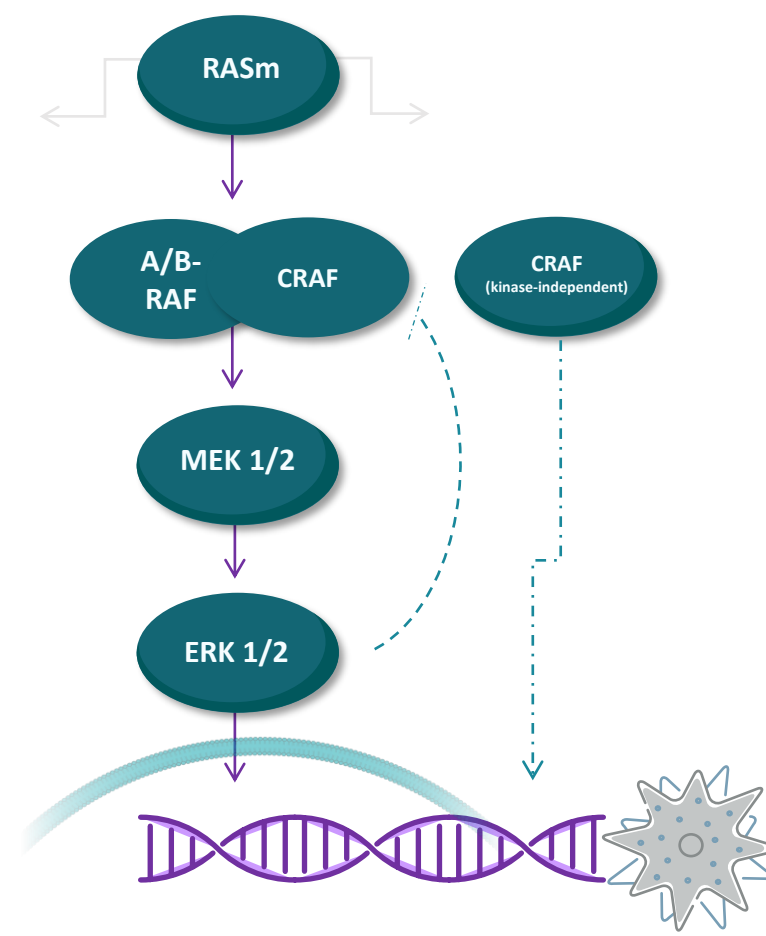 RASm
A/B-
RAF
CRAF
CRAF
(kinase-independent)
MEK 1/2
ERK 1/2